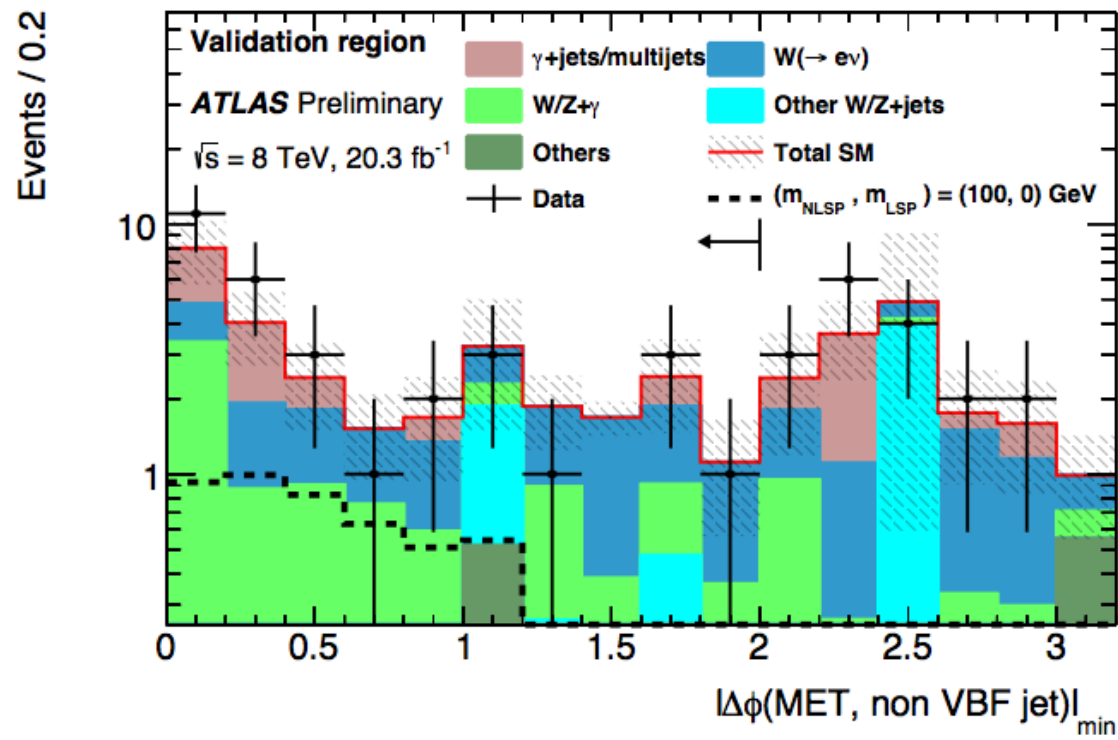 Events / 0.2
Validation region
ATLAS Preliminary
√s = 8 TeV, 20.3 fb⁻¹
γ+jets/multijets
W/Z+γ
Others
Data
W(→ eν)
Other W/Z+jets
Total SM
(m_NLSP , m_LSP) = (100, 0) GeV
10
1
0 0.5 1 1.5 2 2.5 3
|Δϕ(MET, non VBF jet)|_min